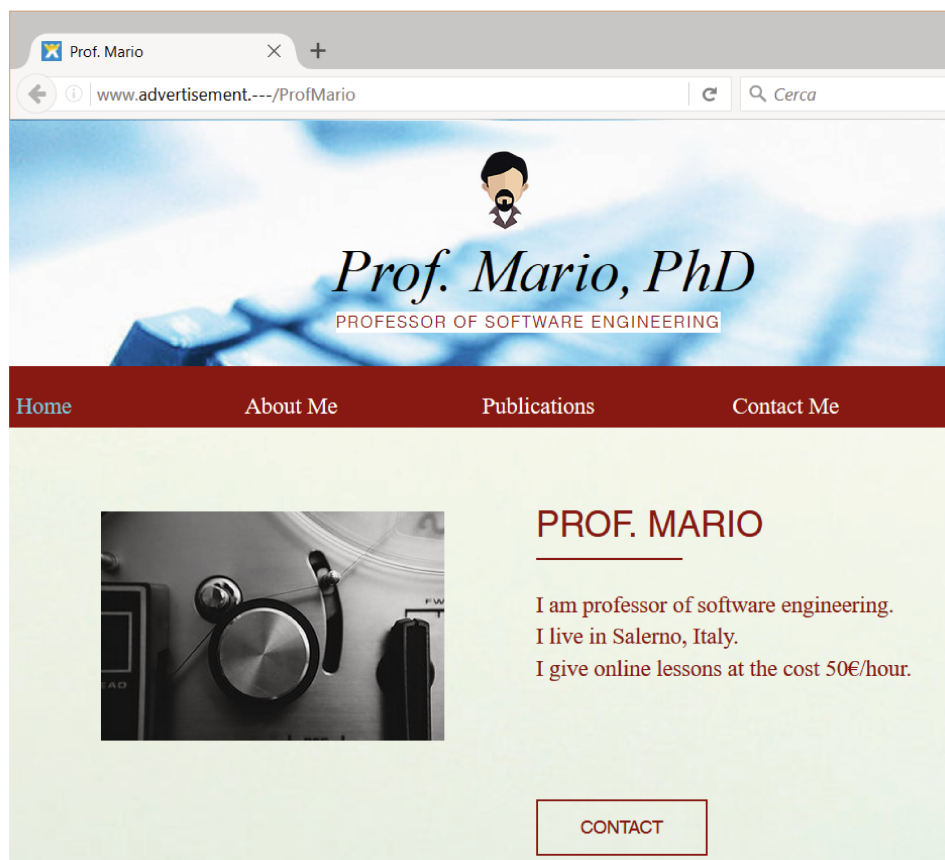 Prof. Mario
www.advertisement.---/ProfMario
Cerca
Prof. Mario, PhD
PROFESSOR OF SOFTWARE ENGINEERING
Home About Me Publications Contact Me
PROF. MARIO
I am professor of software engineering.
I live in Salerno, Italy.
I give online lessons at the cost 50€/hour.
FW
EAD
CONTACT